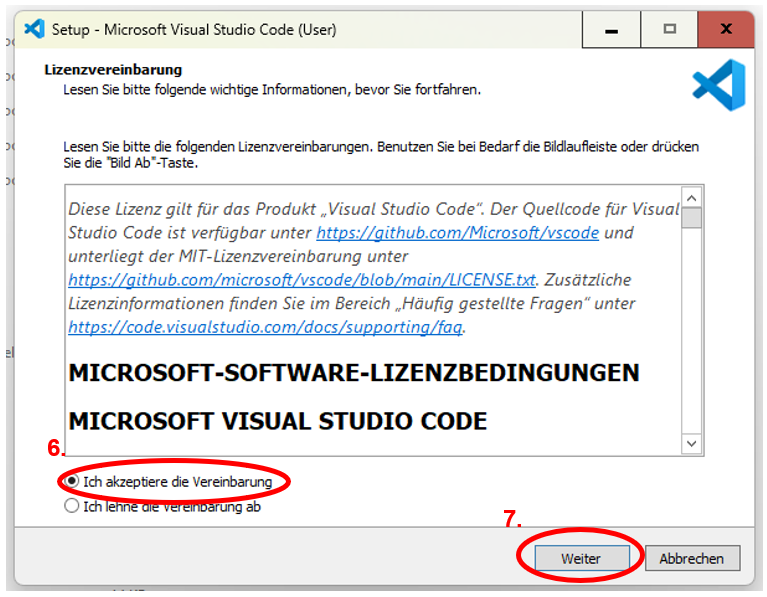 Setup - Microsoft Visual Studio Code (User)
Lizenzvereinbarung
Lesen Sie bitte folgende wichtige Informationen, bevor Sie fortfahren.
Lesen Sie bitte die folgenden Lizenzvereinbarungen. Benutzen Sie bei Bedarf die Bildlaufleiste oder drücken
Sie die "Bild Ab"-Taste.
Diese Lizenz gilt für das Produkt „Visual Studio Code“. Der Quellcode für Visual
Studio Code ist verfügbar unter https://github.com/Microsoft/vscode und
unterliegt der MIT-Lizenzvereinbarung unter
https://github.com/microsoft/vscode/blob/main/LICENSE.txt. Zusätzliche
Lizenzinformationen finden Sie im Bereich „Häufig gestellte Fragen“ unter
https://code.visualstudio.com/docs/supporting/faq.
MICROSOFT-SOFTWARE-LIZENZBEDINGUNGEN
MICROSOFT VISUAL STUDIO CODE
6.
Ich akzeptiere die Vereinbarung
Ich lehne die Vereinbarung ab
7.
Weiter
Abbrechen